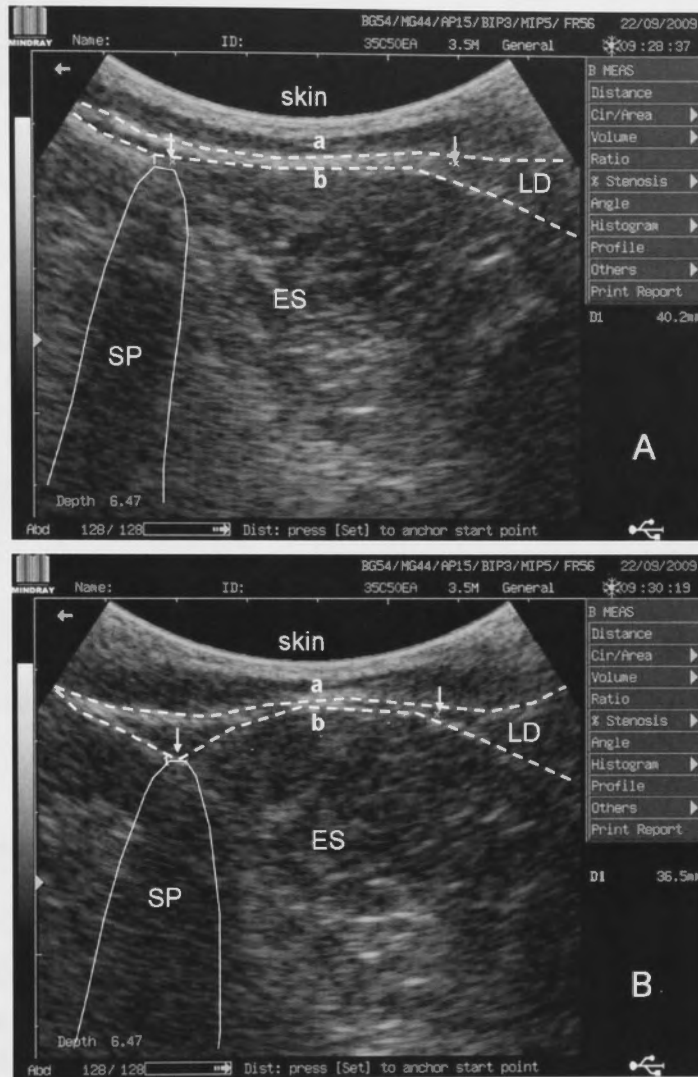 BG54/MG44/AP15/BIP3/MIP5/ FR56 22/09/2009
MINDRAY Name: ID: 35C50EA 3.5M General 09:28:37
B MEAS
Distance
Cir/Area
Volume
Ratio
% Stenosis
Angle
Histogram
Profile
Others
Print Report
D1 40.2mm
skin
a
b
LD
ES
SP
A
Depth 6.47
Abd 128/128 Dist: press [Set] to anchor start point
BG54/MG44/AP15/BIP3/MIP5/FR56 22/09/2009
MINDRAY Name: ID: 35C50EA 3.5M General 09:30:19
B MEAS
Distance
Cir/Area
Volume
Ratio
% Stenosis
Angle
Histogram
Profile
Others
Print Report
D1 36.5mm
skin
a
b
LD
ES
SP
B
Depth 6.47
Abd 128/128 Dist: press [Set] to anchor start point